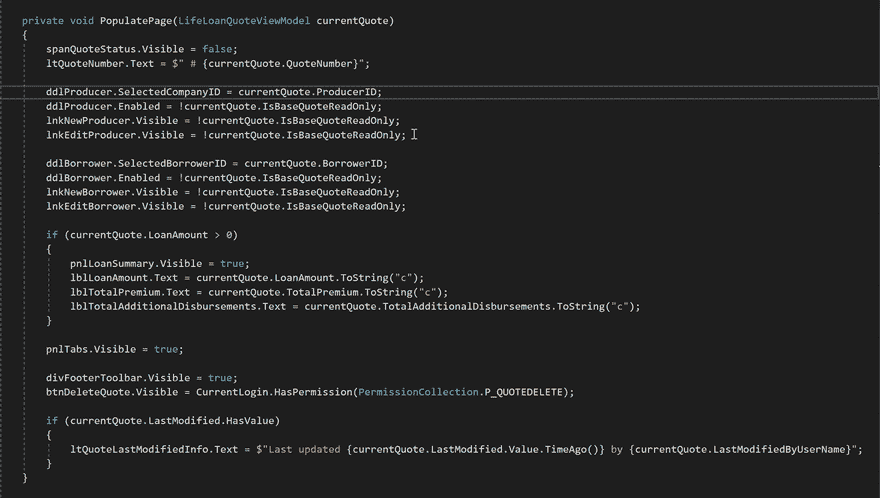 private void PopulatePage(LifeLoanQuoteViewModel currentQuote)
{
spanQuoteStatus.Visible = false;
ltQuoteNumber.Text = $" # {currentQuote.QuoteNumber}";
ddlProducer.SelectedCompanyID = currentQuote.ProducerID;
ddlProducer.Enabled = !currentQuote.IsBaseQuoteReadOnly;
lnkNewProducer.Visible = !currentQuote.IsBaseQuoteReadOnly;
lnkEditProducer.Visible = !currentQuote.IsBaseQuoteReadOnly;
ddlBorrower.SelectedBorrowerID = currentQuote.BorrowerID;
ddlBorrower.Enabled = !currentQuote.IsBaseQuoteReadOnly;
lnkNewBorrower.Visible = !currentQuote.IsBaseQuoteReadOnly;
lnkEditBorrower.Visible = !currentQuote.IsBaseQuoteReadOnly;
if (currentQuote.LoanAmount > 0)
{
pnlLoanSummary.Visible = true;
lblLoanAmount.Text = currentQuote.LoanAmount.ToString("c");
lblTotalPremium.Text = currentQuote.TotalPremium.ToString("c");
lblTotalAdditionalDisbursements.Text = currentQuote.TotalAdditionalDisbursements.ToString("c");
}
pnlTabs.Visible = true;
divFooterToolbar.Visible = true;
btnDeleteQuote.Visible = CurrentLogin.HasPermission(PermissionCollection.P_QUOTEDELETE);
if (currentQuote.LastModified.HasValue)
{
ltQuoteLastModifiedInfo.Text = $"Last updated {currentQuote.LastModified.Value.TimeAgo()} by {currentQuote.LastModifiedByUserName}";
}
}